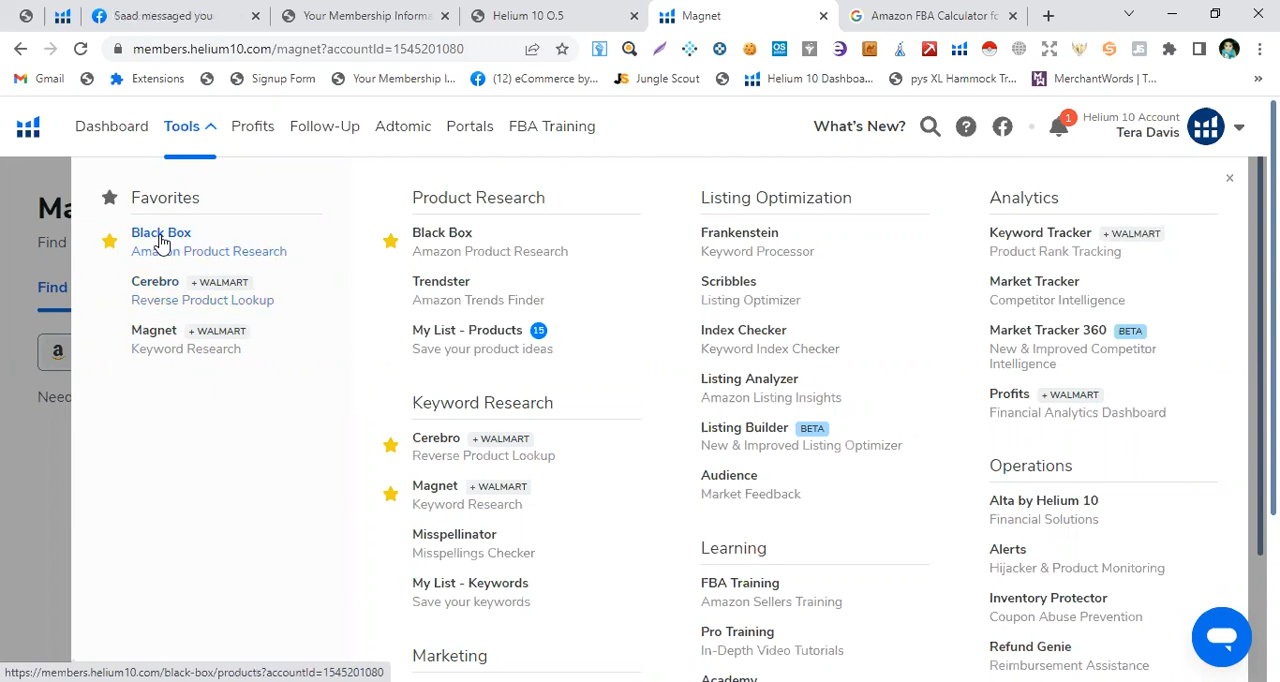 Saad messaged you
Your Membership Informa
Helium 10 O.5
Magnet
Amazon FBA Calculator fo
members.helium10.com/magnet?accountId=1545201080
Gmail
Extensions
Signup Form
Your Membership I...
(12) eCommerce by...
Jungle Scout
Helium 10 Dashboa...
pys XL Hammock Tr...
MerchantWords | T...
Dashboard
Tools
Profits
Follow-Up
Adtomic
Portals
FBA Training
What's New?
1
Helium 10 Account
Tera Davis
Ma
Find
Find
Need
Favorites
Black Box
Amazon Product Research
Cerebro + WALMART
Reverse Product Lookup
Magnet + WALMART
Keyword Research
Product Research
Black Box
Amazon Product Research
Trendster
Amazon Trends Finder
My List - Products 15
Save your product ideas
Keyword Research
Cerebro + WALMART
Reverse Product Lookup
Magnet + WALMART
Keyword Research
Misspellinator
Misspellings Checker
My List - Keywords
Save your keywords
Marketing
Listing Optimization
Frankenstein
Keyword Processor
Scribbles
Listing Optimizer
Index Checker
Keyword Index Checker
Listing Analyzer
Amazon Listing Insights
Listing Builder BETA
New & Improved Listing Optimizer
Audience
Market Feedback
Learning
FBA Training
Amazon Sellers Training
Pro Training
In-Depth Video Tutorials
Academy
Analytics
Keyword Tracker + WALMART
Product Rank Tracking
Market Tracker
Competitor Intelligence
Market Tracker 360 BETA
New & Improved Competitor
Intelligence
Profits + WALMART
Financial Analytics Dashboard
Operations
Alta by Helium 10
Financial Solutions
Alerts
Hijacker & Product Monitoring
Inventory Protector
Coupon Abuse Prevention
Refund Genie
Reimbursement Assistance
https://members.helium10.com/black-box/products?accountId=1545201080